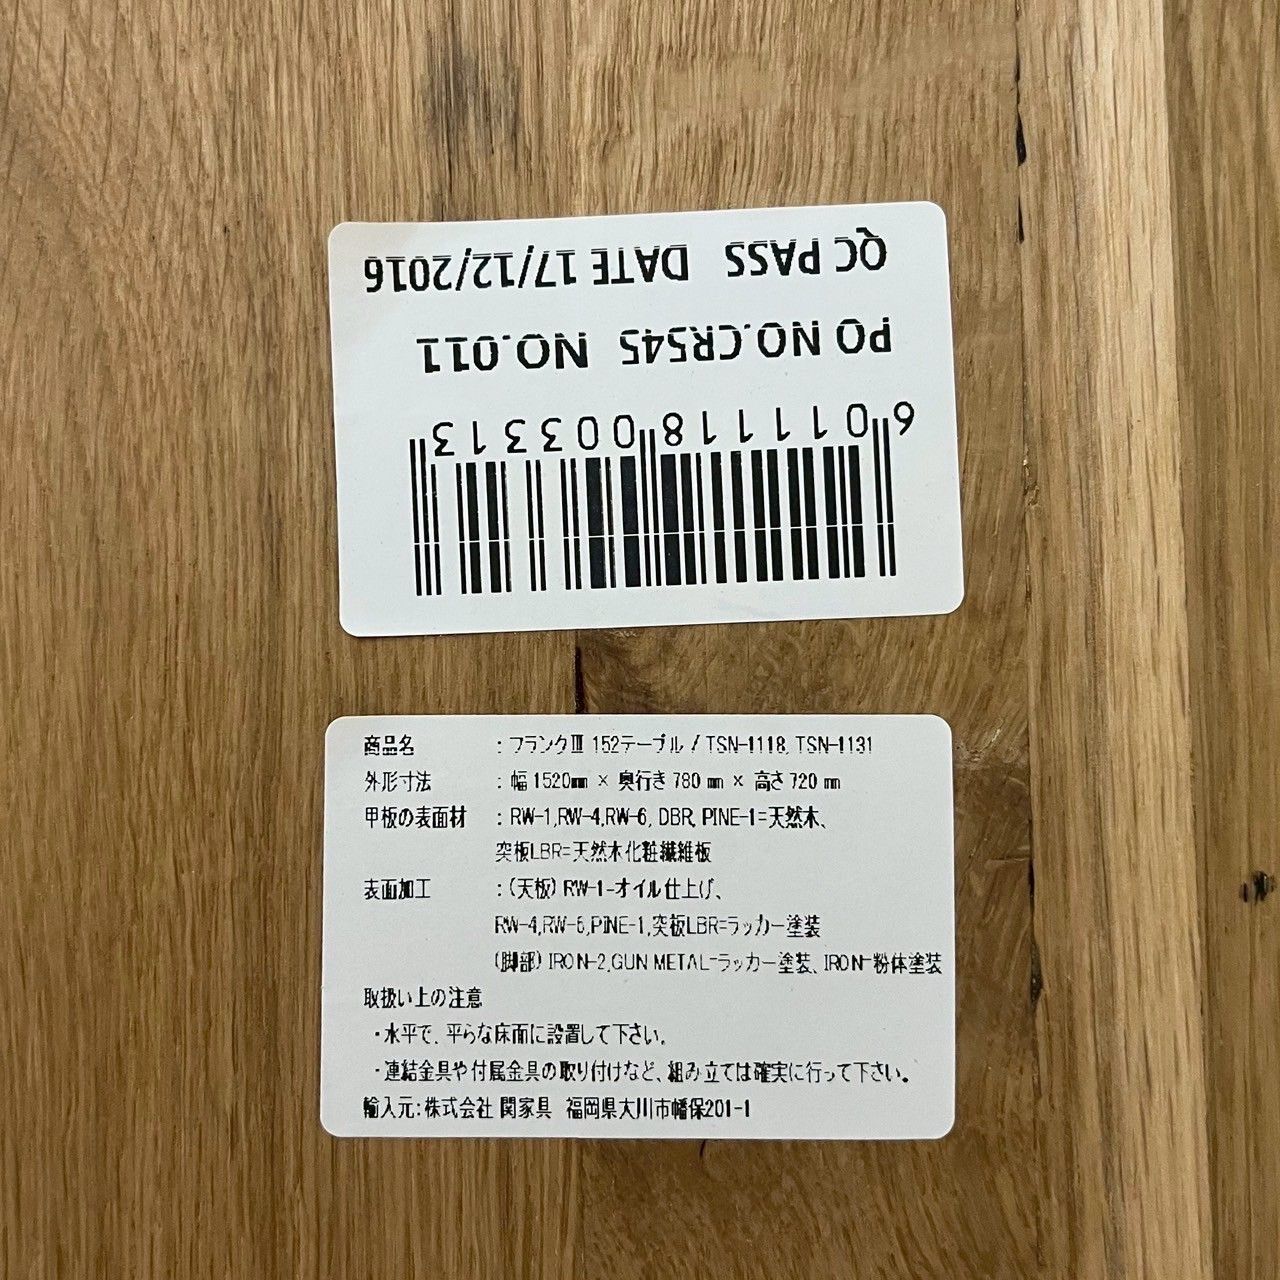 QC PASS DATE 17/12/2016
PO NO.CR545 NO.011
6 011118 003313
商品名 : フランクⅢ 152テーブル / TSN-1118, TSN-1131
外形寸法 : 幅1520㎜ × 奥行き 780 ㎜ × 高さ 720 ㎜
甲板の表面材 : RW-1,RW-4,RW-6, DBR, PINE-1=天然木、
突板LBR=天然木化粧繊維板
表面加工 : (天板) RW-1-オイル仕上げ、
RW-4,RW-6,PINE-1,突板LBR=ラッカー塗装
(脚部) IRON-2,GUN METAL-ラッカー塗装、IRON-粉体塗装
取扱い上の注意
・水平で、平らな床面に設置して下さい。
・連結金具や付属金具の取り付けなど、組み立ては確実に行って下さい。
輸入元:株式会社 関家具 福岡県大川市幡保201-1